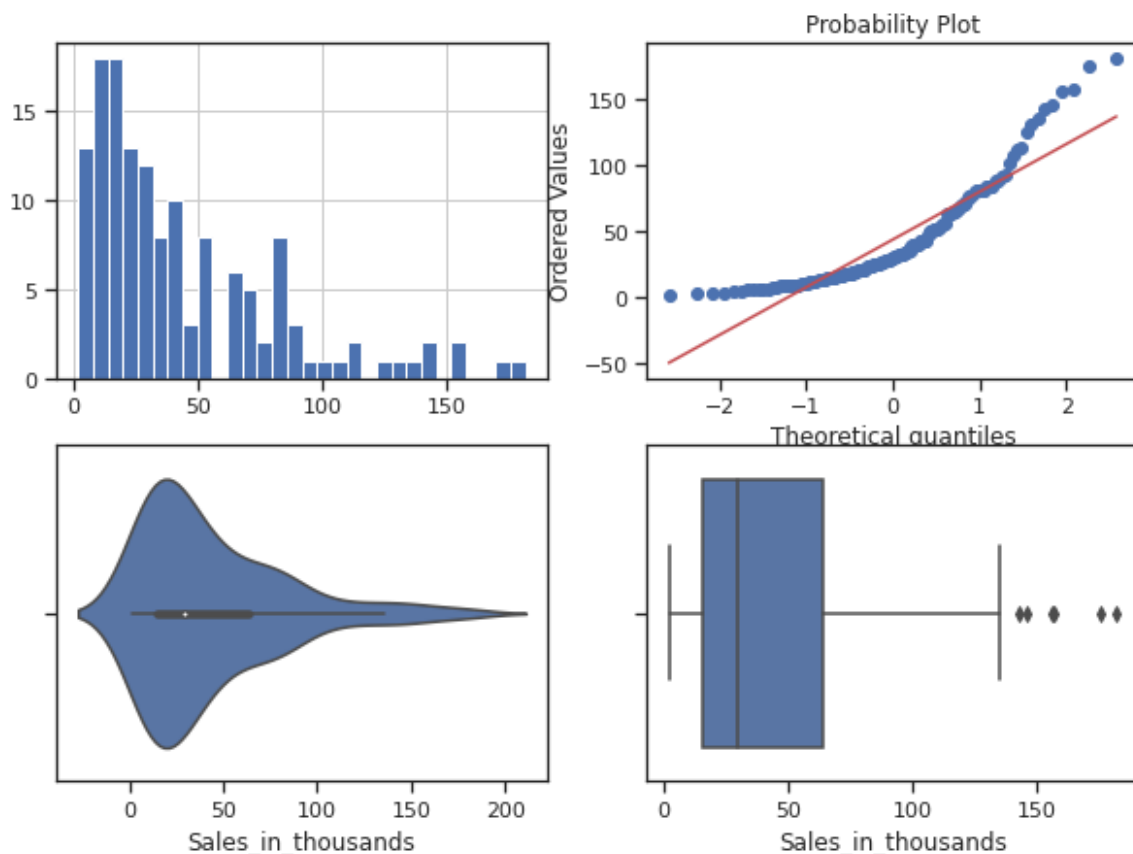 Probability Plot
15
10
5
0
0 50 100 150
Ordered Values
150
100
50
0
−50
−2 −1 0 1 2
Theoretical quantiles
0 50 100 150 200
Sales_in_thousands
0 50 100 150
Sales_in_thousands